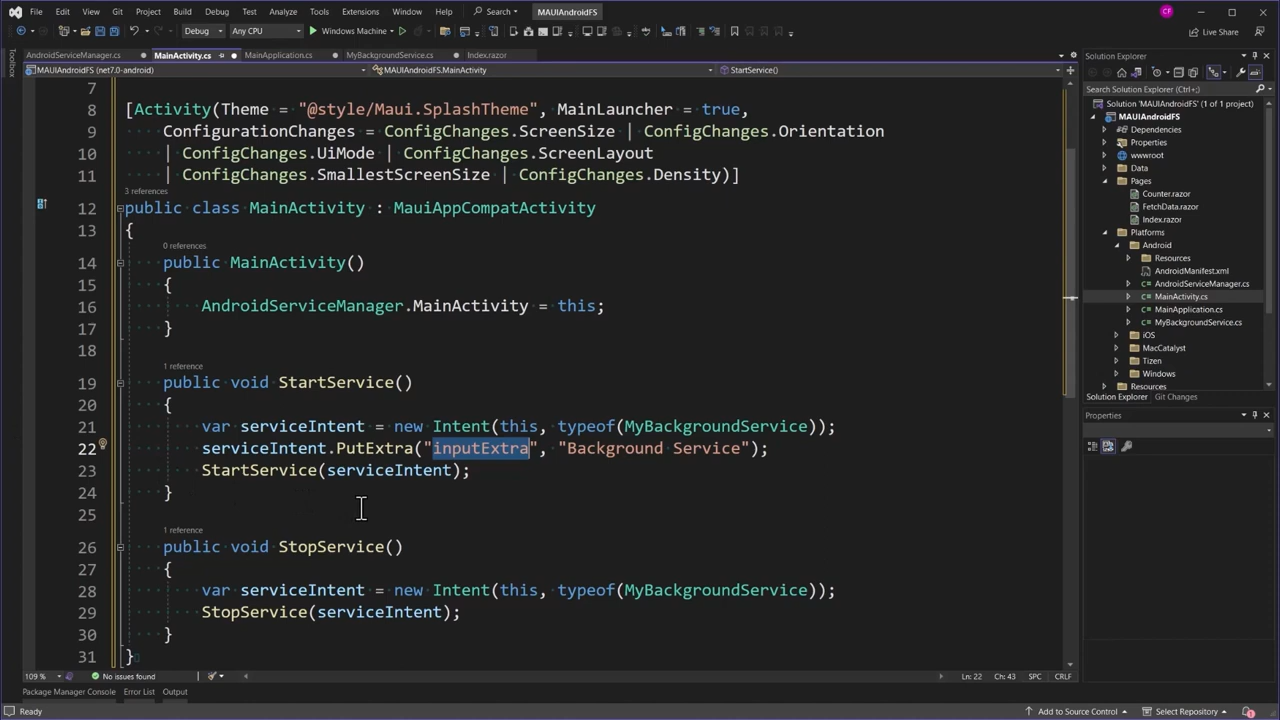 File Edit View Git Project Build Debug Test Analyze Tools Extensions Window Help Search MAUIAndroidFS CF
Debug Any CPU Windows Machine Live Share
Toolbox
AndroidServiceManager.cs MainActivity.cs MainApplication.cs MyBackgroundService.cs Index.razor
MAUIAndroidFS (net7.0-android) MAUIAndroidFS.MainActivity StartService()
7
8 [Activity(Theme = "@style/Maui.SplashTheme", MainLauncher = true,
9 ConfigurationChanges = ConfigChanges.ScreenSize | ConfigChanges.Orientation
10 | ConfigChanges.UiMode | ConfigChanges.ScreenLayout
11 | ConfigChanges.SmallestScreenSize | ConfigChanges.Density)]
3 references
12 public class MainActivity : MauiAppCompatActivity
13 {
0 references
14 public MainActivity()
15 {
16 AndroidServiceManager.MainActivity = this;
17 }
18
1 reference
19 public void StartService()
20 {
21 var serviceIntent = new Intent(this, typeof(MyBackgroundService));
22 serviceIntent.PutExtra("inputExtra", "Background Service");
23 StartService(serviceIntent);
24 }
25
1 reference
26 public void StopService()
27 {
28 var serviceIntent = new Intent(this, typeof(MyBackgroundService));
29 StopService(serviceIntent);
30 }
31 }
109 % No issues found Ln: 22 Ch: 43 SPC CRLF
Package Manager Console Error List Output
Ready Add to Source Control Select Repository 1
Solution Explorer
Search Solution Explorer (Ctrl+;)
Solution 'MAUIAndroidFS' (1 of 1 project)
MAUIAndroidFS
Dependencies
Properties
wwwroot
Data
Pages
Counter.razor
FetchData.razor
Index.razor
Platforms
Android
Resources
AndroidManifest.xml
AndroidServiceManager.cs
MainActivity.cs
MainApplication.cs
MyBackgroundService.cs
iOS
MacCatalyst
Tizen
Windows
Resources
Solution Explorer Git Changes
Properties